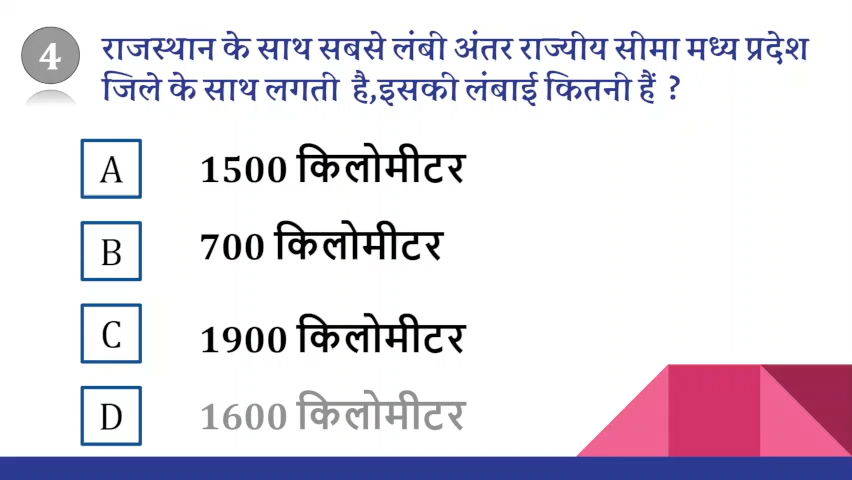 4
राजस्थान के साथ सबसे लंबी अंतर राज्यीय सीमा मध्य प्रदेश
जिले के साथ लगती है,इसकी लंबाई कितनी हैं ?
A 1500 किलोमीटर
B 700 किलोमीटर
C 1900 किलोमीटर
D 1600 किलोमीटर